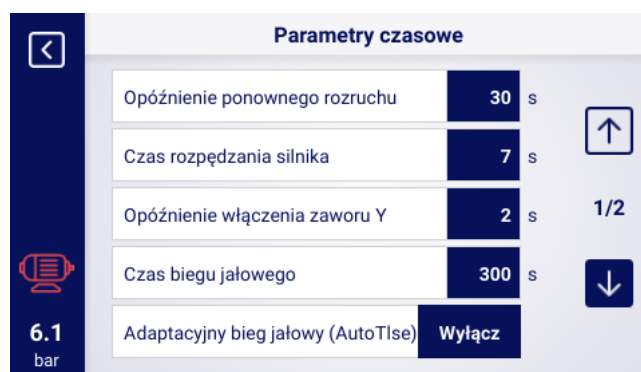 Parametry czasowe
Opóźnienie ponownego rozruchu 30 s
Czas rozpędzania silnika 7 s
Opóźnienie włączenia zaworu Y 2 s
1/2
Czas biegu jałowego 300 s
Adaptacyjny bieg jałowy (AutoTlse) Wyłącz
6.1
bar